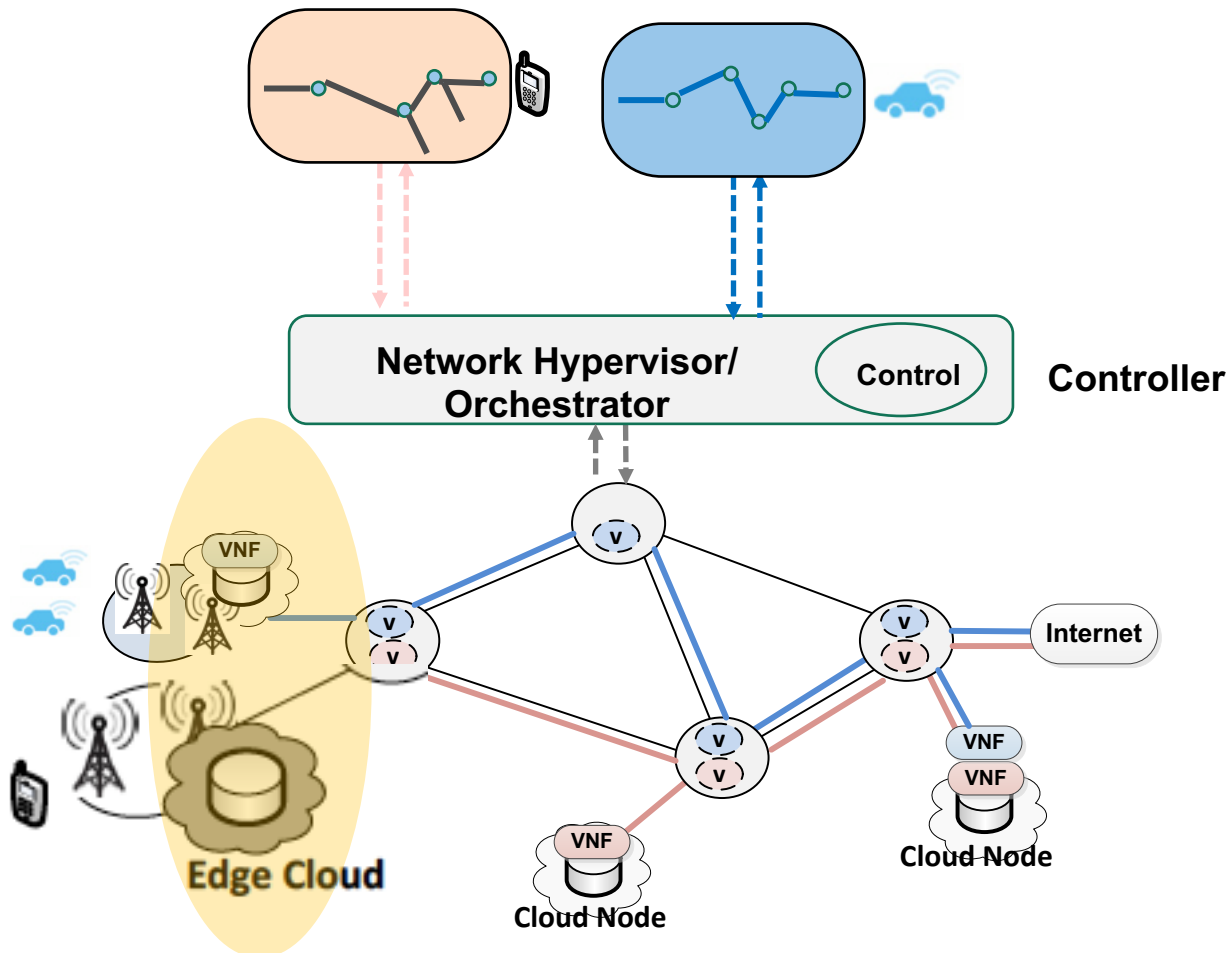 Network Hypervisor/
Orchestrator
Control
Controller
VNF
v
v
v
v
v
v
v
Internet
VNF
VNF
Cloud Node
VNF
Cloud Node
Edge Cloud